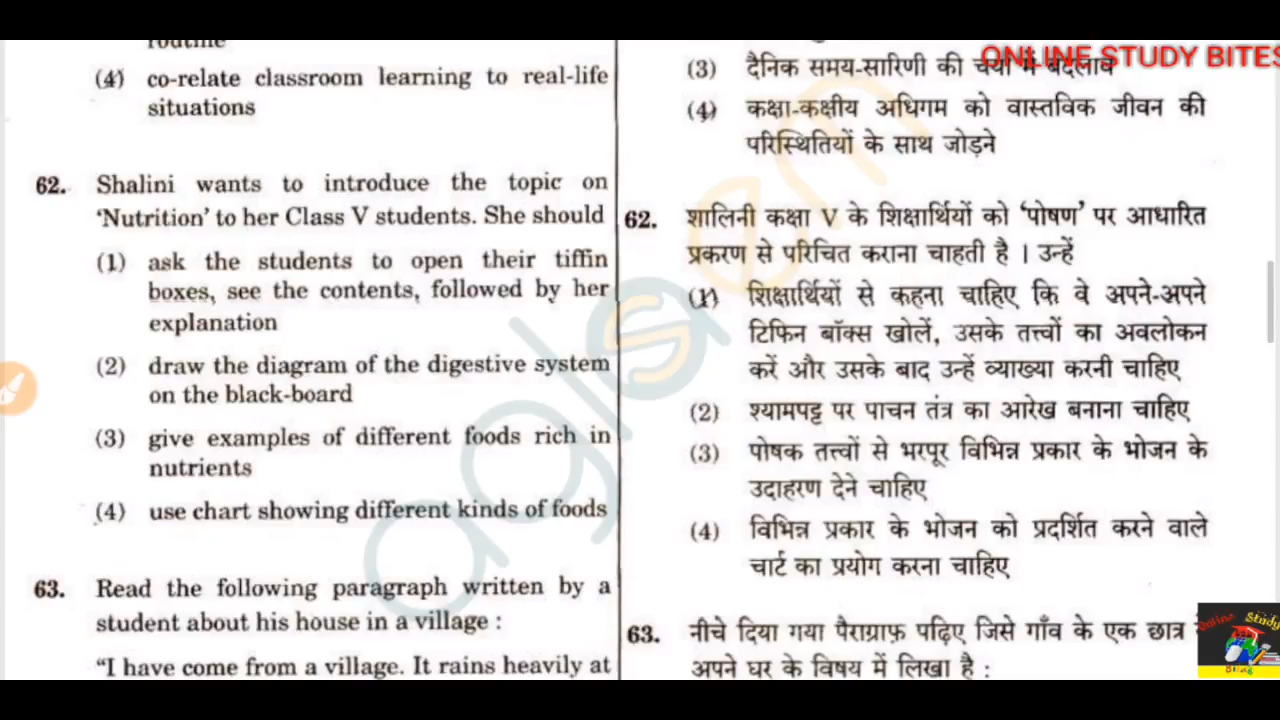 routine
(4) co-relate classroom learning to real-life
situations
62. Shalini wants to introduce the topic on
‘Nutrition’ to her Class V students. She should
(1) ask the students to open their tiffin
boxes, see the contents, followed by her
explanation
(2) draw the diagram of the digestive system
on the black-board
(3) give examples of different foods rich in
nutrients
(4) use chart showing different kinds of foods
63. Read the following paragraph written by a
student about his house in a village :
“I have come from a village. It rains heavily at
ONLINE STUDY BITES
(3) दैनिक समय-सारिणी की चर्या में बदलाव
(4) कक्षा-कक्षीय अधिगम को वास्तविक जीवन की
परिस्थितियों के साथ जोड़ने
62. शालिनी कक्षा V के शिक्षार्थियों को ‘पोषण’ पर आधारित
प्रकरण से परिचित कराना चाहती है । उन्हें
(1) शिक्षार्थियों से कहना चाहिए कि वे अपने-अपने
टिफिन बॉक्स खोलें, उसके तत्त्वों का अवलोकन
करें और उसके बाद उन्हें व्याख्या करनी चाहिए
(2) श्यामपट्ट पर पाचन तंत्र का आरेख बनाना चाहिए
(3) पोषक तत्त्वों से भरपूर विभिन्न प्रकार के भोजन के
उदाहरण देने चाहिए
(4) विभिन्न प्रकार के भोजन को प्रदर्शित करने वाले
चार्ट का प्रयोग करना चाहिए
63. नीचे दिया गया पैराग्राफ़ पढ़िए जिसे गाँव के एक छात्र
अपने घर के विषय में लिखा है :
Online Study
Bites